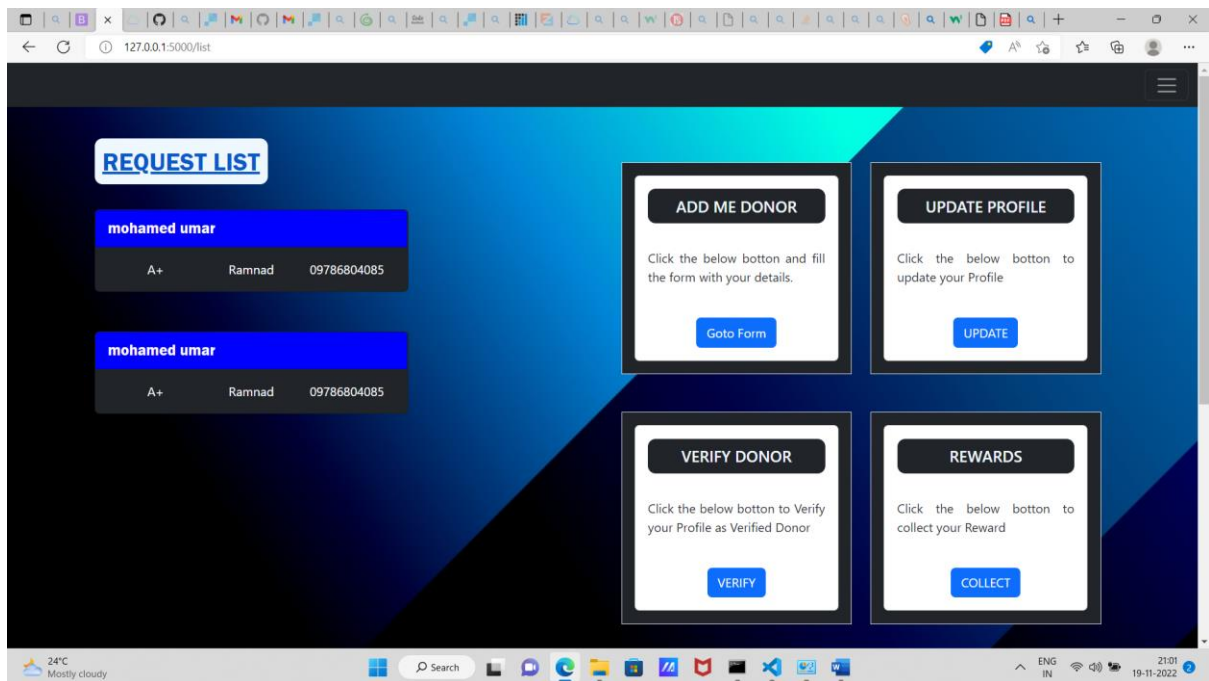 127.0.0.1:5000/list
REQUEST LIST
mohamed umar
A+ Ramnad 09786804085
mohamed umar
A+ Ramnad 09786804085
ADD ME DONOR
Click the below botton and fill
the form with your details.
Goto Form
UPDATE PROFILE
Click the below botton to
update your Profile
UPDATE
VERIFY DONOR
Click the below botton to Verify
your Profile as Verified Donor
VERIFY
REWARDS
Click the below botton to
collect your Reward
COLLECT
24°C
Mostly cloudy
Search
ENG
IN
21:01
19-11-2022
2